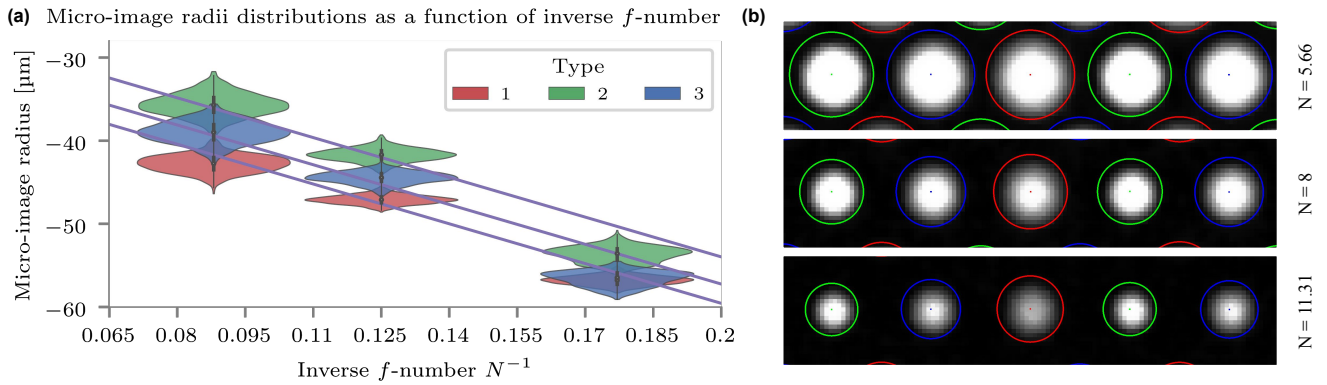 (a) Micro-image radii distributions as a function of inverse f-number
Micro-image radius [µm]
−30
−40
−50
−60
Type
1 2 3
0.065 0.08 0.095 0.11 0.125 0.14 0.155 0.17 0.185 0.2
Inverse f-number N⁻¹
(b)
N = 5.66
N = 8
N = 11.31